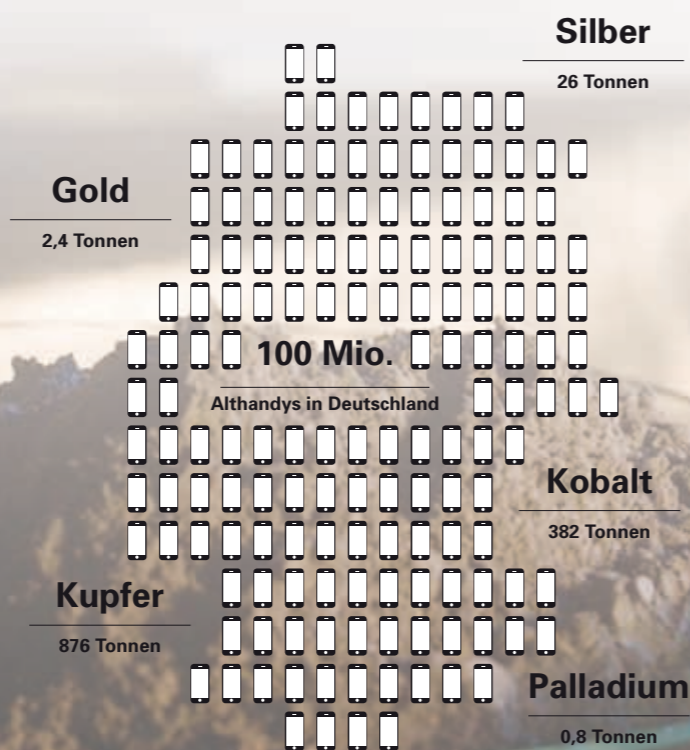 Silber
26 Tonnen
Gold
2,4 Tonnen
100 Mio.
Althandys in Deutschland
Kobalt
382 Tonnen
Kupfer
876 Tonnen
Palladium
0,8 Tonnen